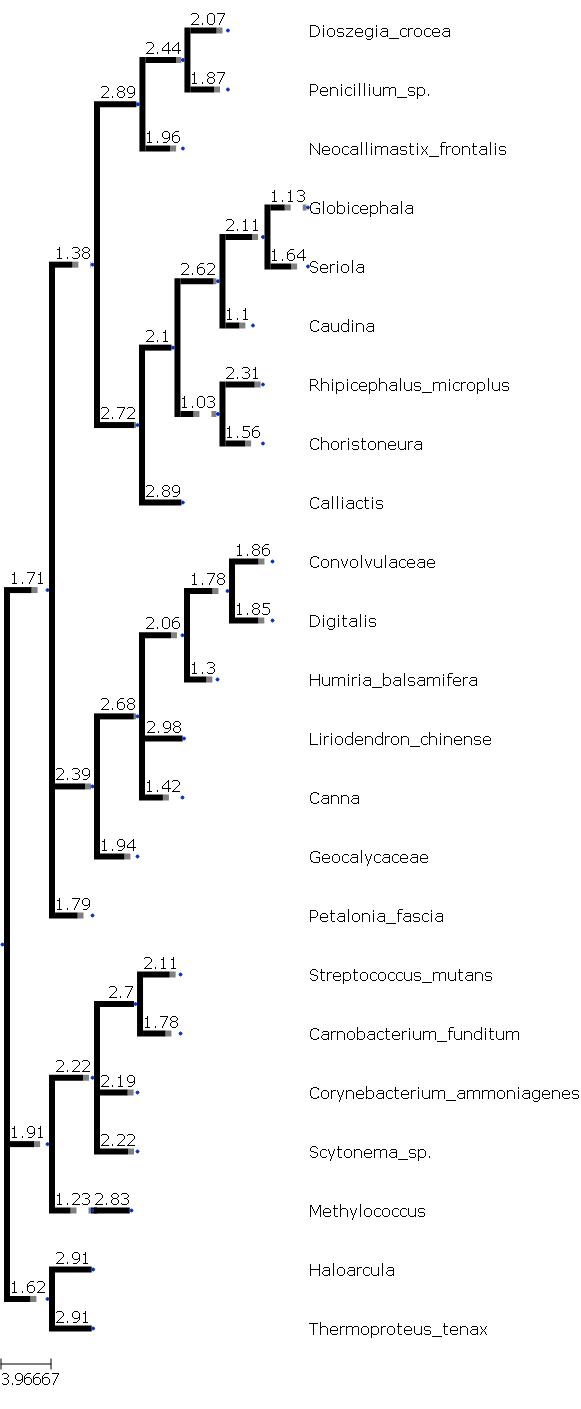 2.07
Dioszegia_crocea
2.44
1.87
Penicillium_sp.
2.89
1.96
Neocallimastix_frontalis
1.13
Globicephala
2.11
1.64
Seriola
1.38
2.62
1.1
Caudina
2.1
2.31
Rhipicephalus_microplus
1.03
2.72
1.56
Choristoneura
2.89
Calliactis
1.86
Convolvulaceae
1.71
1.78
1.85
Digitalis
2.06
1.3
Humiria_balsamifera
2.68
2.98
Liriodendron_chinense
2.39
1.42
Canna
1.94
Geocalycaceae
1.79
Petalonia_fascia
2.11
Streptococcus_mutans
2.7
1.78
Carnobacterium_funditum
2.22
2.19
Corynebacterium_ammoniagenes
1.91
2.22
Scytonema_sp.
1.23 2.83
Methylococcus
2.91
Haloarcula
1.62
2.91
Thermoproteus_tenax
3.96667